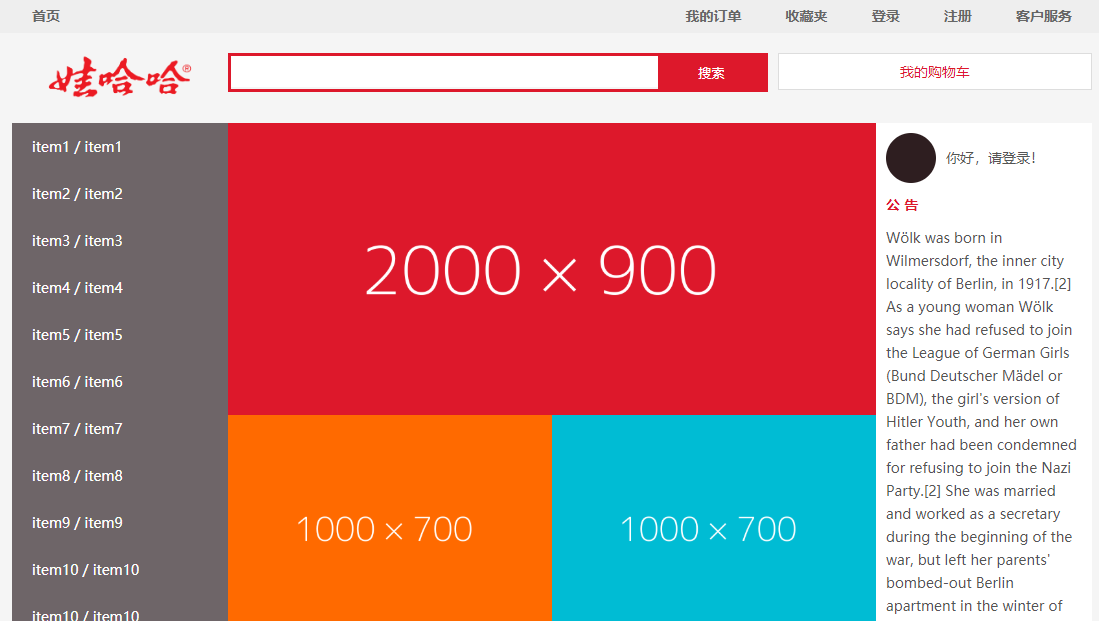 首页 我的订单 收藏夹 登录 注册 客户服务
娃哈哈®
搜索
我的购物车
item1 / item1
item2 / item2
item3 / item3
item4 / item4
item5 / item5
item6 / item6
item7 / item7
item8 / item8
item9 / item9
item10 / item10
item10 / item10
2000 × 900
1000 × 700
1000 × 700
你好，请登录!
公 告
Wölk was born in
Wilmersdorf, the inner city
locality of Berlin, in 1917.[2]
As a young woman Wölk
says she had refused to join
the League of German Girls
(Bund Deutscher Mädel or
BDM), the girl's version of
Hitler Youth, and her own
father had been condemned
for refusing to join the Nazi
Party.[2] She was married
and worked as a secretary
during the beginning of the
war, but left her parents'
bombed-out Berlin
apartment in the winter of